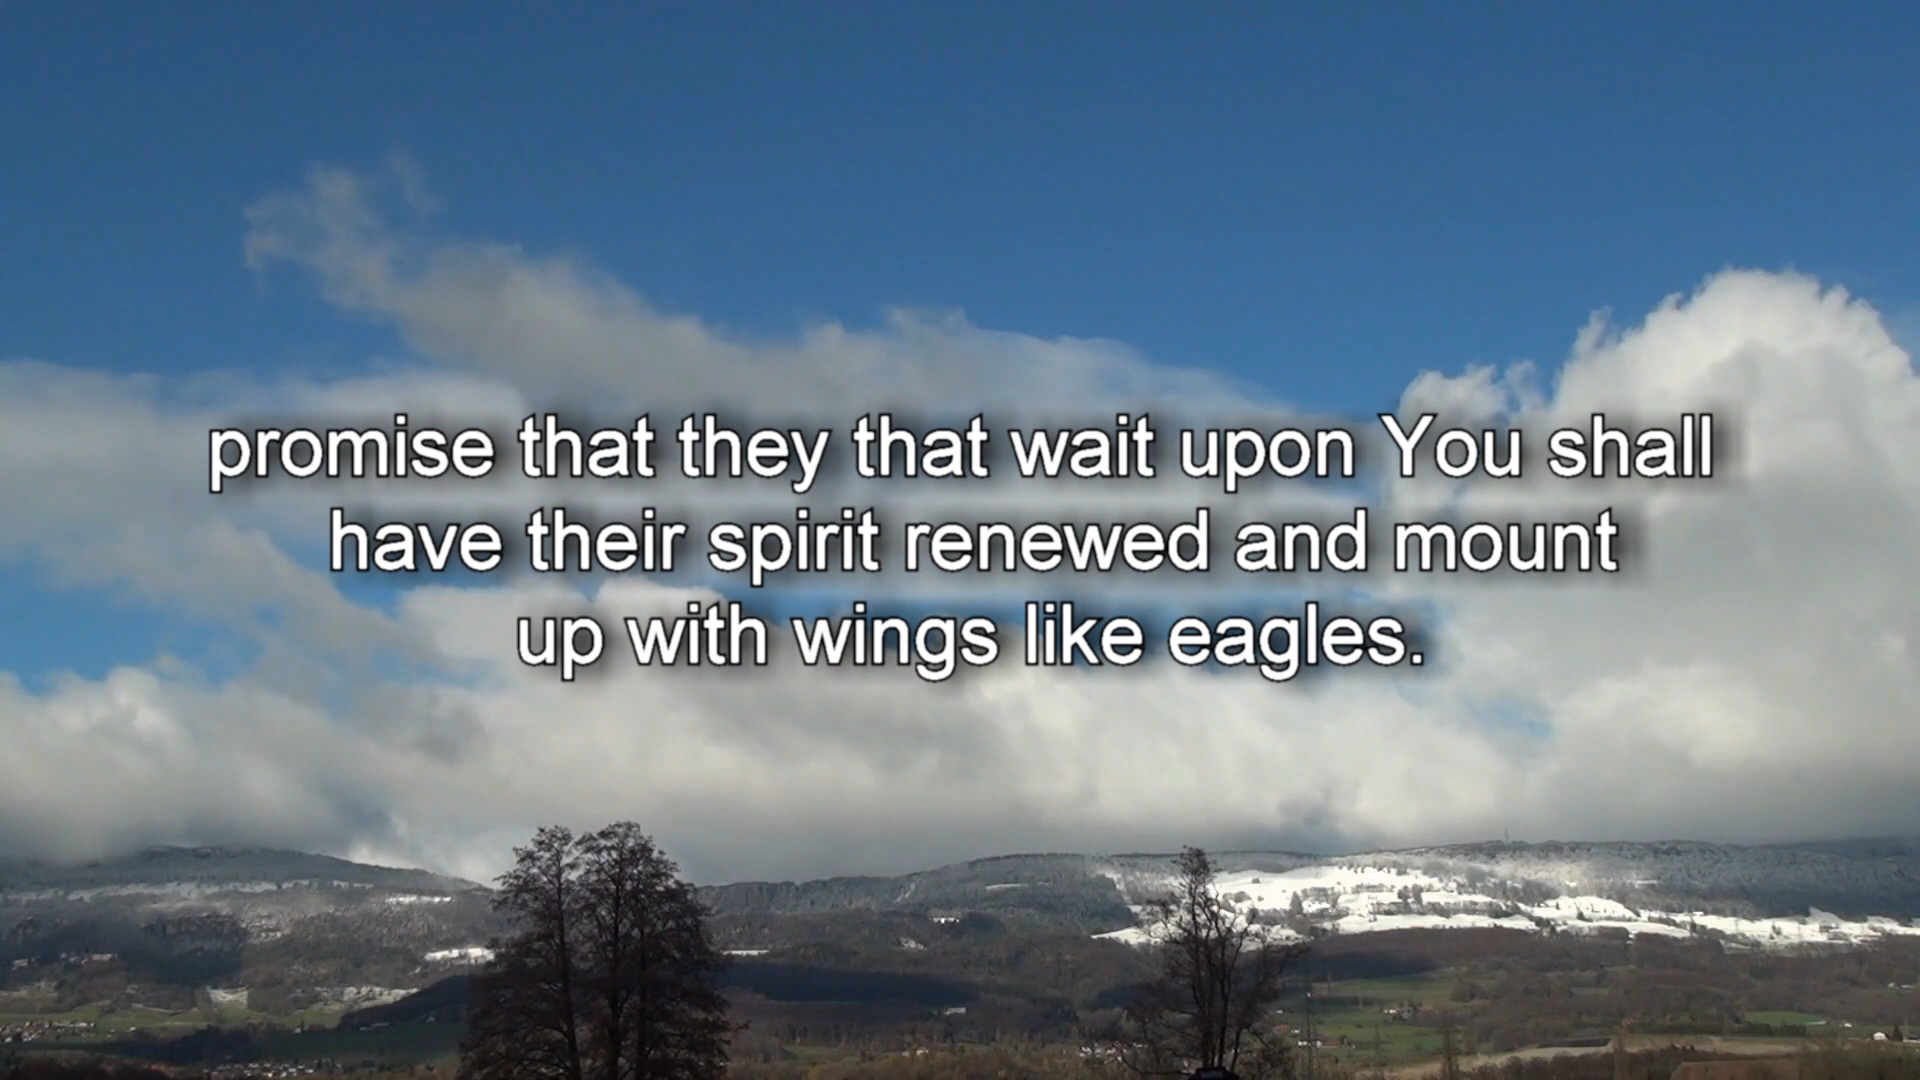 promise that they that wait upon You shall
have their spirit renewed and mount
up with wings like eagles.